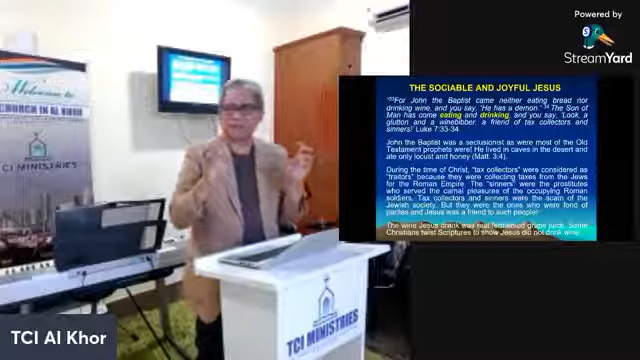 Powered by
StreamYard
Welcome to
CHURCH IN AL KHOR
TCI MINISTRIES
THE SOCIABLE AND JOYFUL JESUS
"33For John the Baptist came neither eating bread nor
drinking wine, and you say, 'He has a demon.' 34 The Son of
Man has come eating and drinking, and you say, 'Look, a
glutton and a winebibber, a friend of tax collectors and
sinners!' Luke 7:33-34
John the Baptist was a seclusionist as were most of the Old
Testament prophets were! He lived in caves in the desert and
ate only locust and honey (Matt. 3:4).
During the time of Christ, "tax collectors" were considered as
"traitors" because they were collecting taxes from the Jews
for the Roman Empire. The "sinners" were the prostitutes
who served the carnal pleasures of the occupying Roman
soldiers. Tax collectors and sinners were the scam of the
Jewish society. But they were the ones who were fond of
parties and Jesus was a friend to such people!
The wine Jesus drank was real fermented grape juice. Some
Christians twist Scriptures to show Jesus did not drink wine.
TCI MINISTRIES
TCI Al Khor